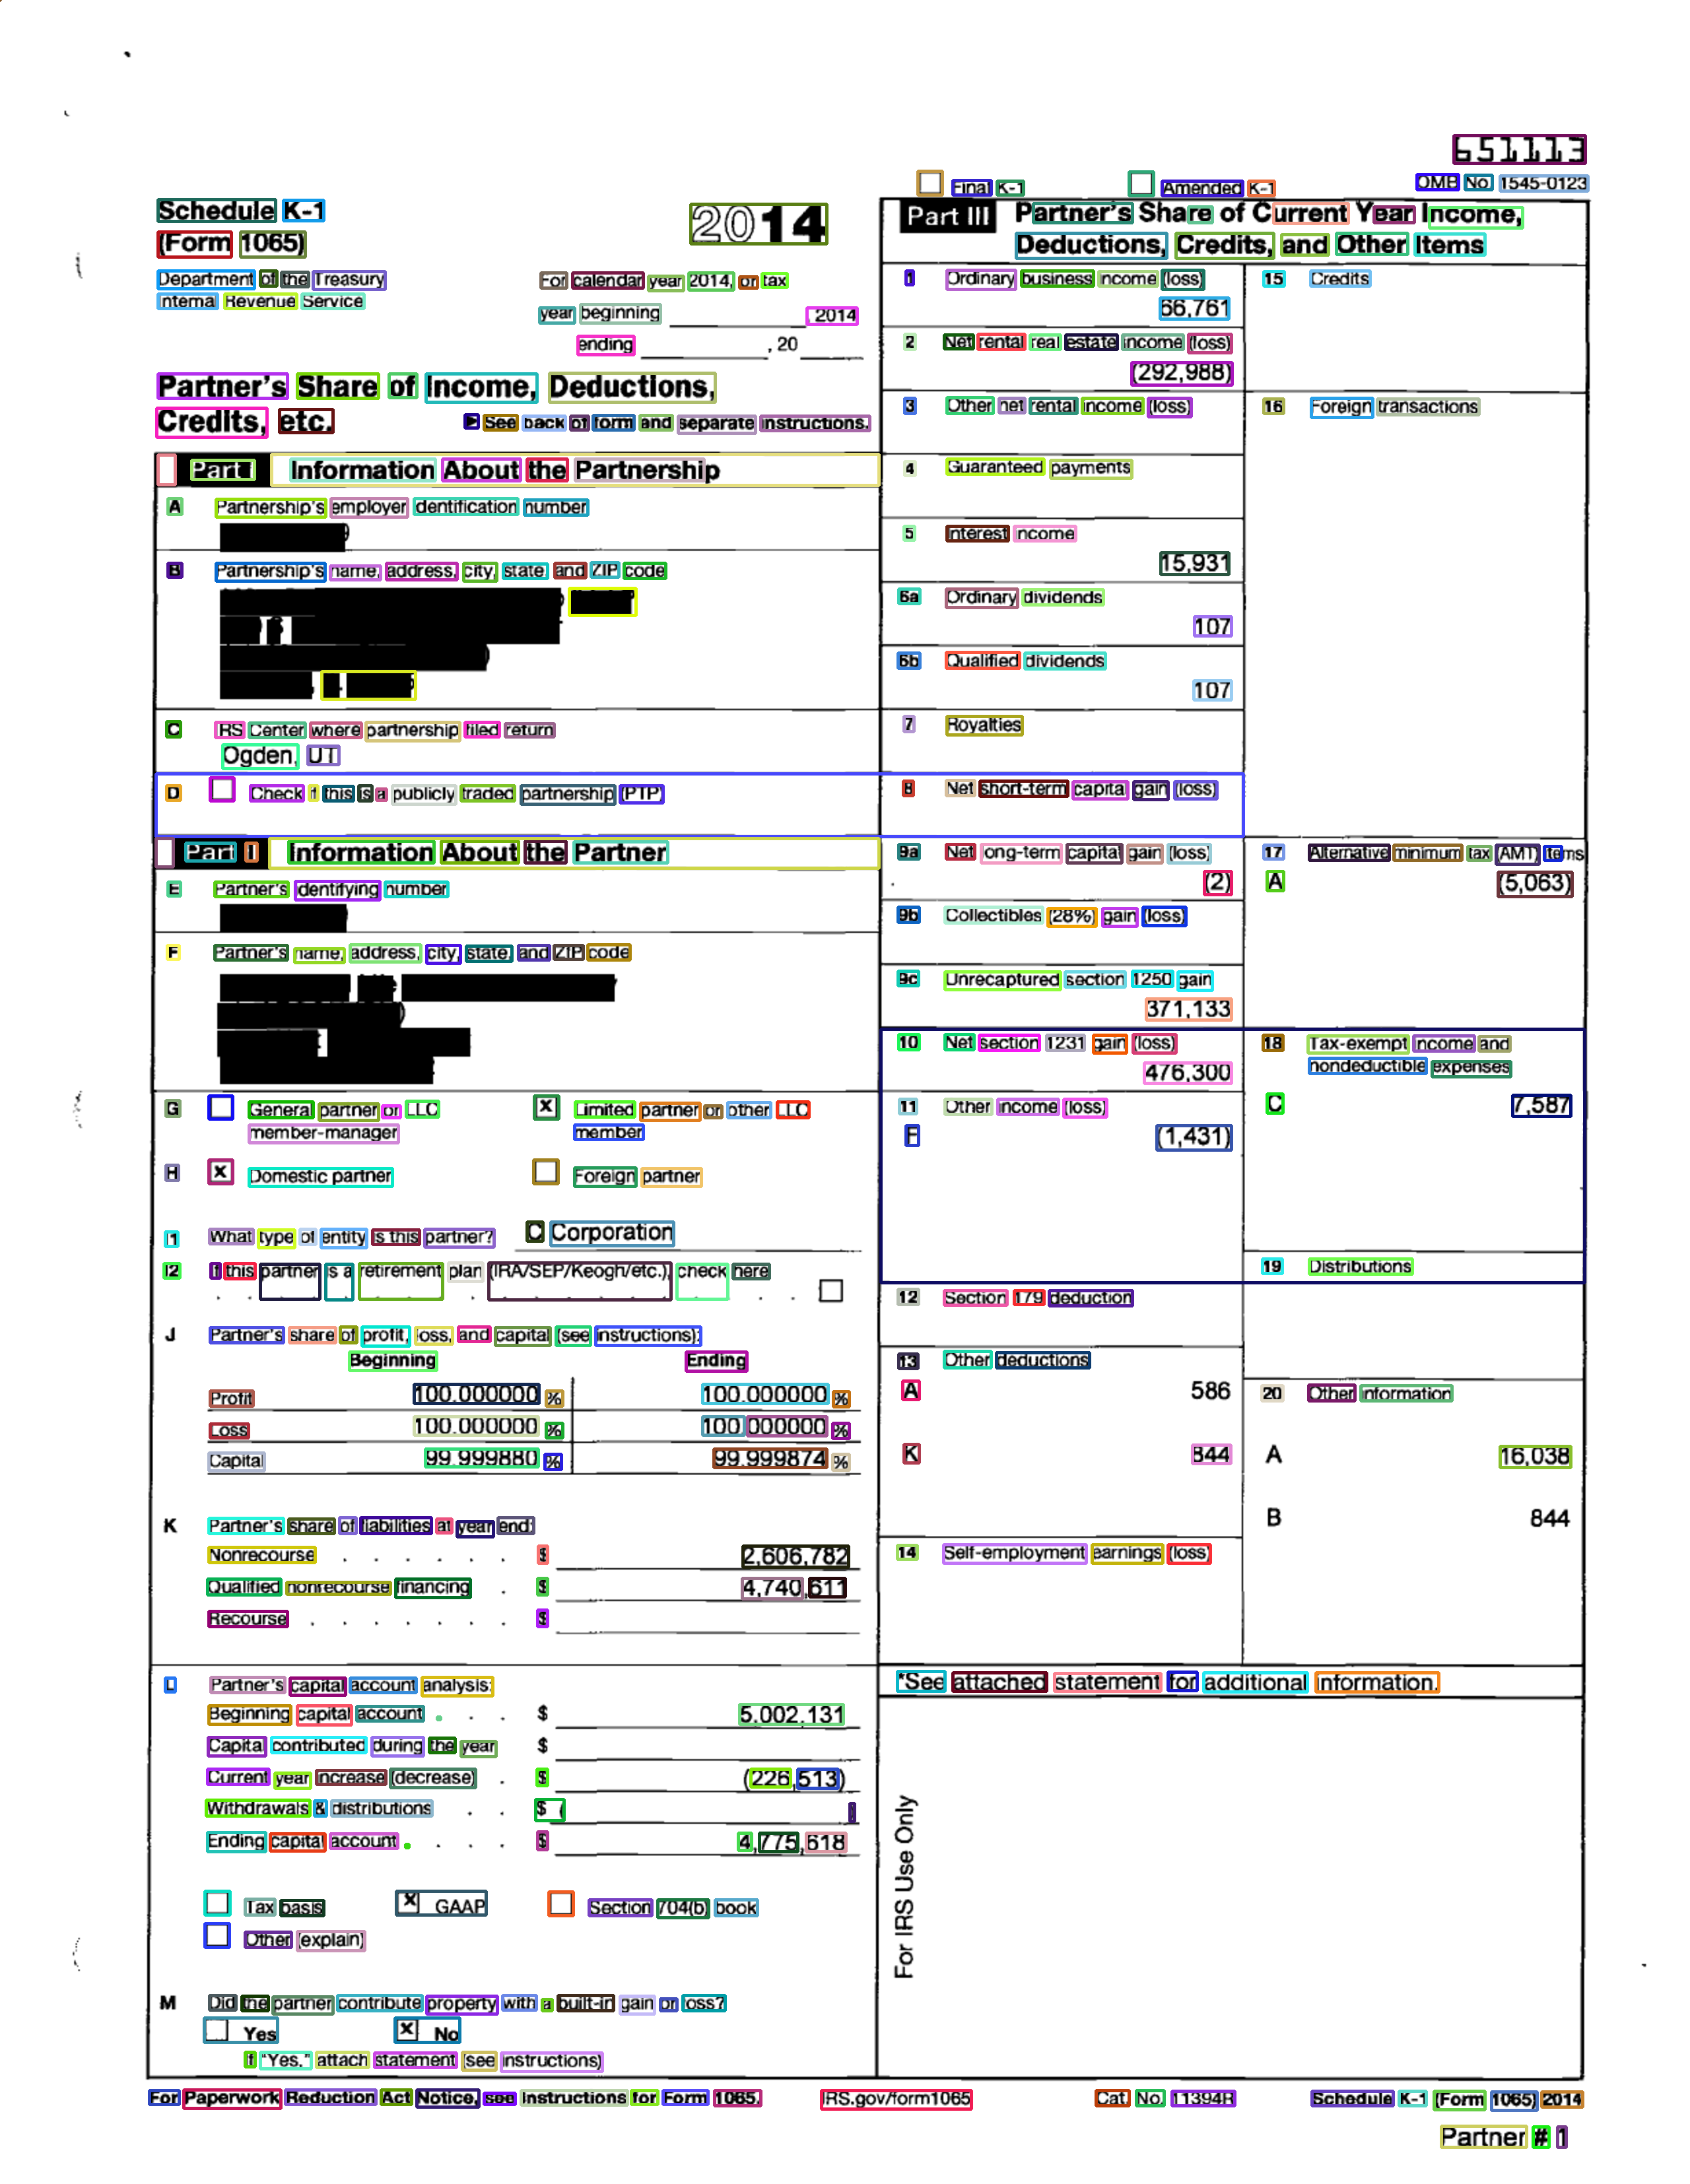 651113
Final K-1 Amended K-1 OMB No 1545-0123
Schedule K-1
(Form 1065)
2014
Department of the Treasury
Internal Revenue Service
For calendar year 2014, or tax
year beginning 2014
ending , 20
Partner's Share of Income, Deductions,
Credits, etc.
► See back of form and separate instructions.
Part I Information About the Partnership
A Partnership's employer identification number
B Partnership's name, address, city, state and ZIP code
C IRS Center where partnership filed return
Ogden, UT
D Check if this is a publicly traded partnership (PTP)
Part II Information About the Partner
E Partner's identifying number
F Partner's name, address, city, state, and ZIP code
G General partner or LLC member-manager
X Limited partner or other LLC member
H X Domestic partner Foreign partner
I1 What type of entity is this partner? C Corporation
I2 If this partner is a retirement plan (IRA/SEP/Keogh/etc.), check here
J Partner's share of profit, loss, and capital (see instructions):
Beginning Ending
Profit 100.000000 % 100.000000 %
Loss 100.000000 % 100.000000 %
Capital 99.999880 % 99.999874 %
K Partner's share of liabilities at year end:
Nonrecourse . . . . . . $ 2,606,782
Qualified nonrecourse financing . $ 4,740,611
Recourse . . . . . . . $
L Partner's capital account analysis:
Beginning capital account . . . $ 5,002,131
Capital contributed during the year $
Current year increase (decrease) . $ (226,513)
Withdrawals & distributions . . $ ( )
Ending capital account . . . . $ 4,775,618
Tax basis X GAAP Section 704(b) book
Other (explain)
M Did the partner contribute property with a built-in gain or loss?
Yes X No
If "Yes," attach statement (see instructions)
Part III Partner's Share of Current Year Income,
Deductions, Credits, and Other Items
1 Ordinary business income (loss)
66,761
2 Net rental real estate income (loss)
(292,988)
3 Other net rental income (loss)
4 Guaranteed payments
5 Interest income
15,931
6a Ordinary dividends
107
6b Qualified dividends
107
7 Royalties
8 Net short-term capital gain (loss)
9a Net long-term capital gain (loss)
(2)
9b Collectibles (28%) gain (loss)
9c Unrecaptured section 1250 gain
371,133
10 Net section 1231 gain (loss)
476,300
11 Other income (loss)
F (1,431)
12 Section 179 deduction
13 Other deductions
A 586
K 844
14 Self-employment earnings (loss)
15 Credits
16 Foreign transactions
17 Alternative minimum tax (AMT) items
A (5,063)
18 Tax-exempt income and
nondeductible expenses
C 7,587
19 Distributions
20 Other information
A 16,038
B 844
*See attached statement for additional information.
For IRS Use Only
For Paperwork Reduction Act Notice, see Instructions for Form 1065. IRS.gov/form1065 Cat. No. 11394R Schedule K-1 (Form 1065) 2014
Partner # 1